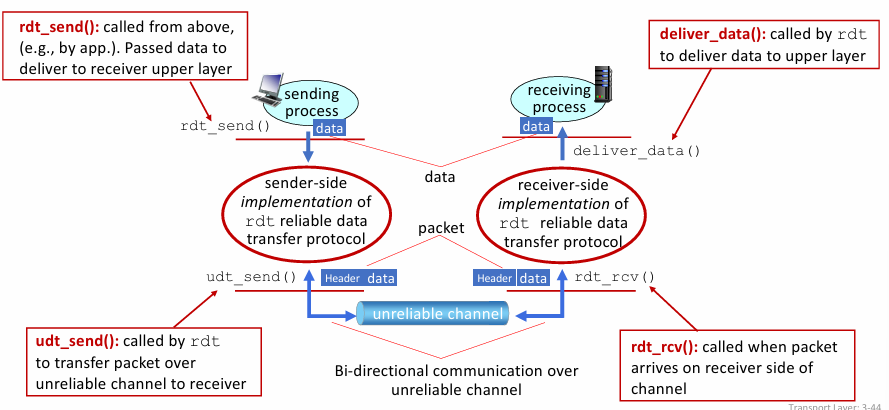 rdt_send(): called from above,
(e.g., by app.). Passed data to
deliver to receiver upper layer
deliver_data(): called by rdt
to deliver data to upper layer
sending
process
data
rdt_send()
receiving
process
data
deliver_data()
data
sender-side
implementation of
rdt reliable data
transfer protocol
receiver-side
implementation of
rdt reliable data
transfer protocol
packet
udt_send()
Header data
Header data
rdt_rcv()
unreliable channel
udt_send(): called by rdt
to transfer packet over
unreliable channel to receiver
Bi-directional communication over
unreliable channel
rdt_rcv(): called when packet
arrives on receiver side of
channel
Transport Layer: 3-44